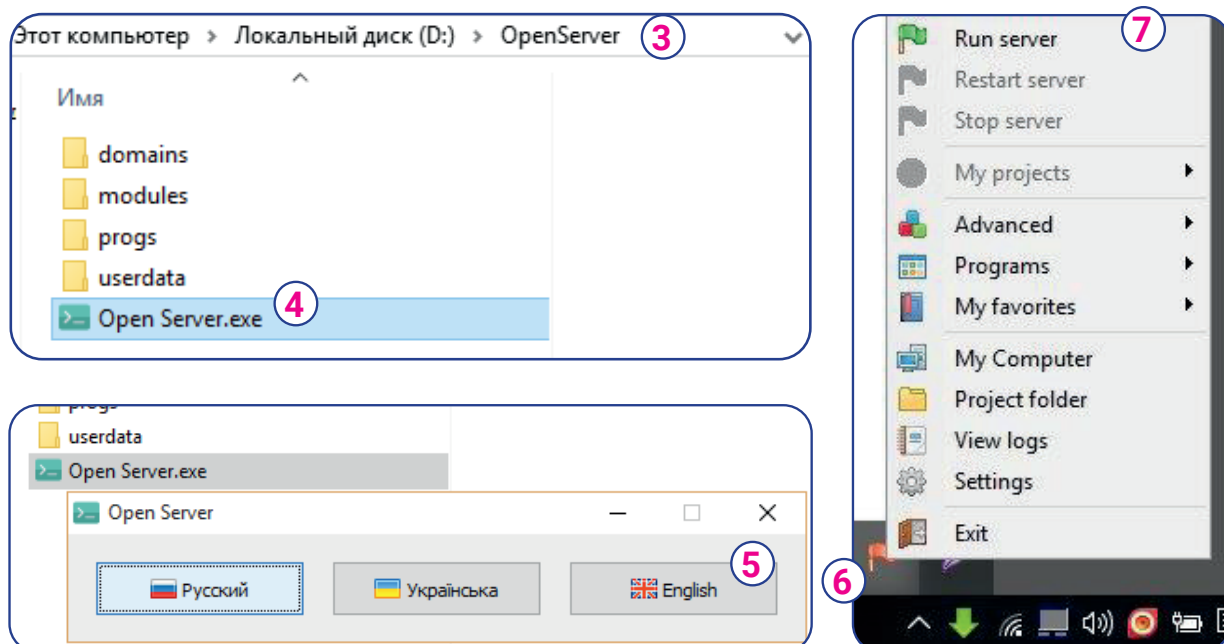 Этот компьютер > Локальный диск (D:) > OpenServer 3
Имя
domains
modules
progs
userdata
Open Server.exe 4
progs
userdata
Open Server.exe
Open Server
5
Русский Українська English
7
Run server
Restart server
Stop server
My projects
Advanced
Programs
My favorites
My Computer
Project folder
View logs
Settings
Exit
6